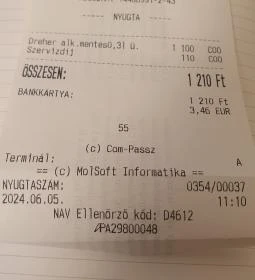 ----- NYUGTA -----
Dreher alk.mentes0,3l ü. 1 100 C00
Szervizdíj 110 C00
ÖSSZESEN: 1 210 Ft
BANKKÁRTYA: 1 210 Ft
3,46 EUR
55
(c) Com-Passz
Terminál: A
== (c) MolSoft Informatika ==
NYUGTASZÁM: 0354/00037
2024.06.05. 11:10
NAV Ellenőrző kód: D4612
PA29800048